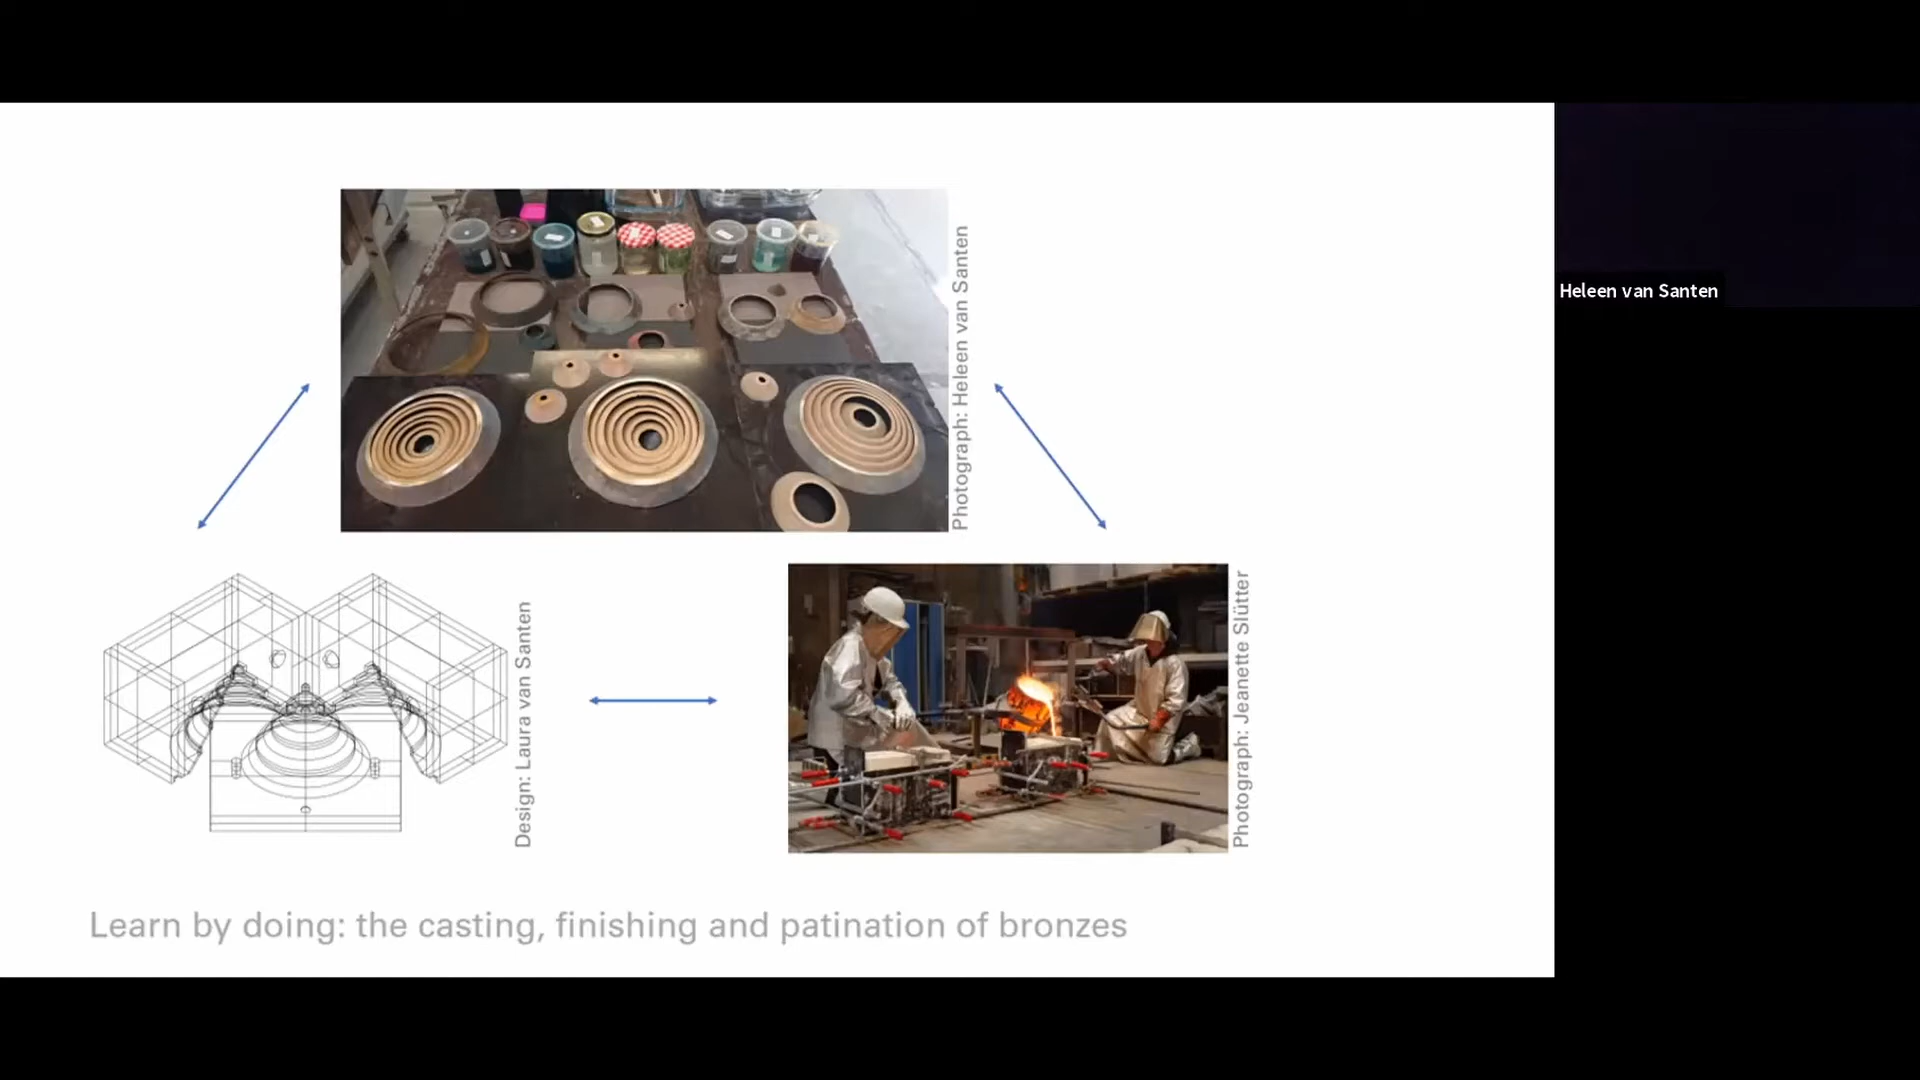 Photograph: Heleen van Santen
Heleen van Santen
Design: Laura van Santen
Photograph: Jeanette Slütter
Learn by doing: the casting, finishing and patination of bronzes